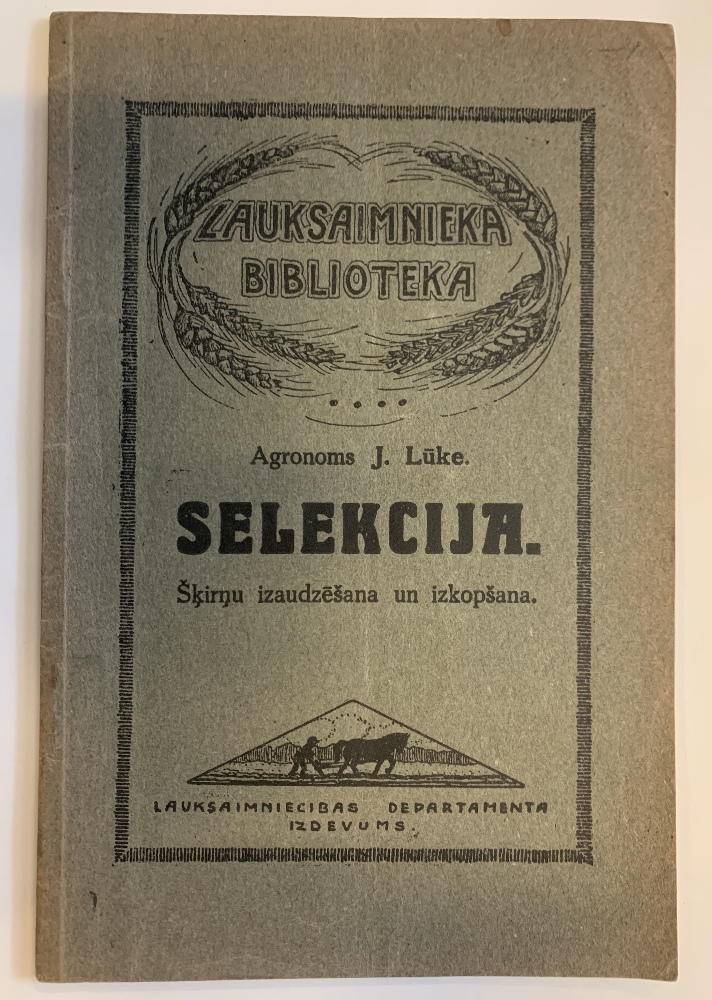 LAUKSAIMNIEKA
BIBLIOTEKA
Agronoms J. Lūke.
SELEKCIJA.
Šķirņu izaudzēšana un izkopšana.
LAUKSAIMNIECIBAS DEPARTAMENTA
IZDEVUMS.